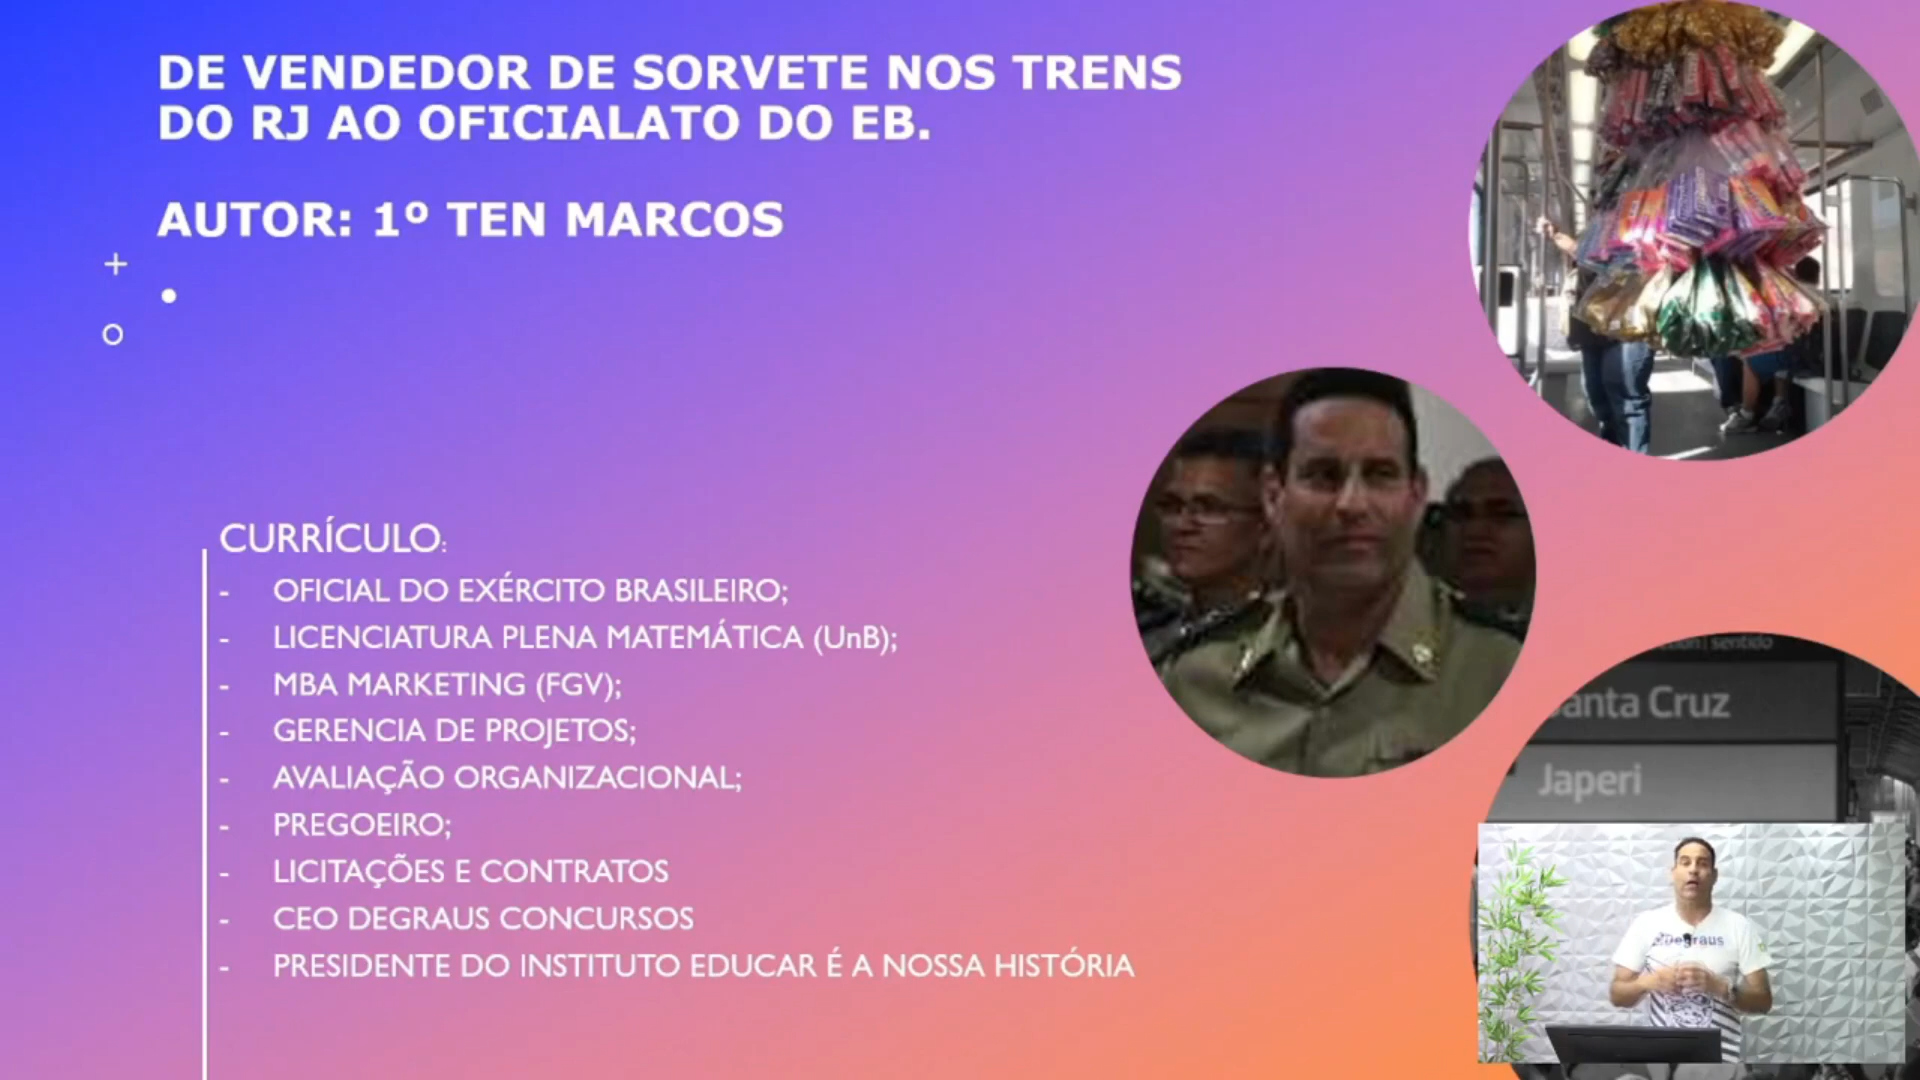 DE VENDEDOR DE SORVETE NOS TRENS
DO RJ AO OFICIALATO DO EB.
AUTOR: 1º TEN MARCOS
CURRÍCULO:
- OFICIAL DO EXÉRCITO BRASILEIRO;
- LICENCIATURA PLENA MATEMÁTICA (UnB);
- MBA MARKETING (FGV);
- GERENCIA DE PROJETOS;
- AVALIAÇÃO ORGANIZACIONAL;
- PREGOEIRO;
- LICITAÇÕES E CONTRATOS
- CEO DEGRAUS CONCURSOS
- PRESIDENTE DO INSTITUTO EDUCAR É A NOSSA HISTÓRIA
sentido
anta Cruz
Japeri
Degraus